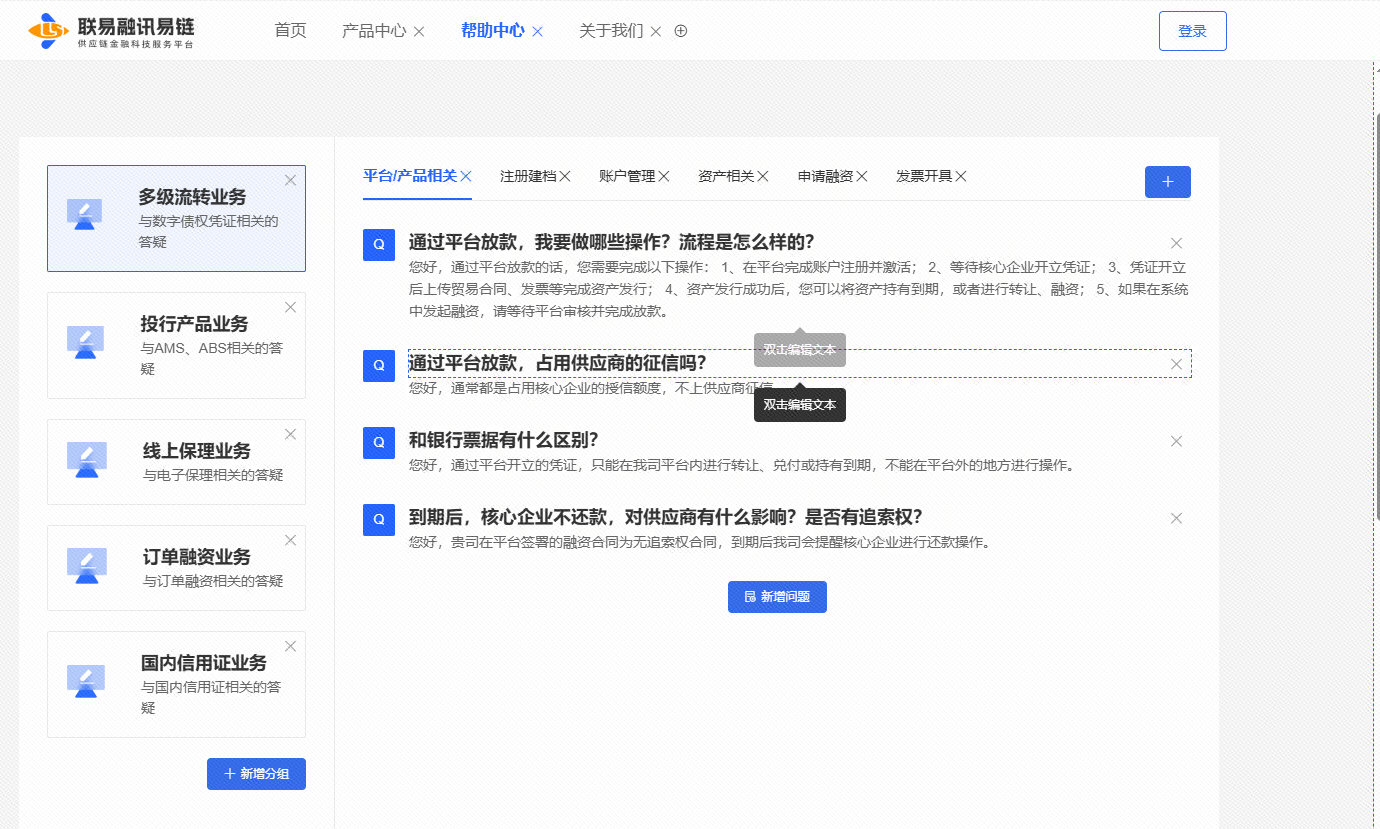 联易融讯易链
供应链金融科技服务平台
首页
产品中心
帮助中心
关于我们
登录
多级流转业务
与数字债权凭证相关的
答疑
投行产品业务
与AMS、ABS相关的答
疑
线上保理业务
与电子保理相关的答疑
订单融资业务
与订单融资相关的答疑
国内信用证业务
与国内信用证相关的答
疑
新增分组
平台/产品相关
注册建档
账户管理
资产相关
申请融资
发票开具
Q
通过平台放款，我要做哪些操作？流程是怎么样的？
您好，通过平台放款的话，您需要完成以下操作： 1、在平台完成账户注册并激活； 2、等待核心企业开立凭证； 3、凭证开立
后上传贸易合同、发票等完成资产发行； 4、资产发行成功后，您可以将资产持有到期，或者进行转让、融资； 5、如果在系统
中发起融资，请等待平台审核并完成放款。
双击编辑文本
Q
通过平台放款，占用供应商的征信吗？
您好，通常都是占用核心企业的授信额度，不上供应商征信
双击编辑文本
Q
和银行票据有什么区别？
您好，通过平台开立的凭证，只能在我司平台内进行转让、兑付或持有到期，不能在平台外的地方进行操作。
Q
到期后，核心企业不还款，对供应商有什么影响？是否有追索权？
您好，贵司在平台签署的融资合同为无追索权合同，到期后我司会提醒核心企业进行还款操作。
新增问题